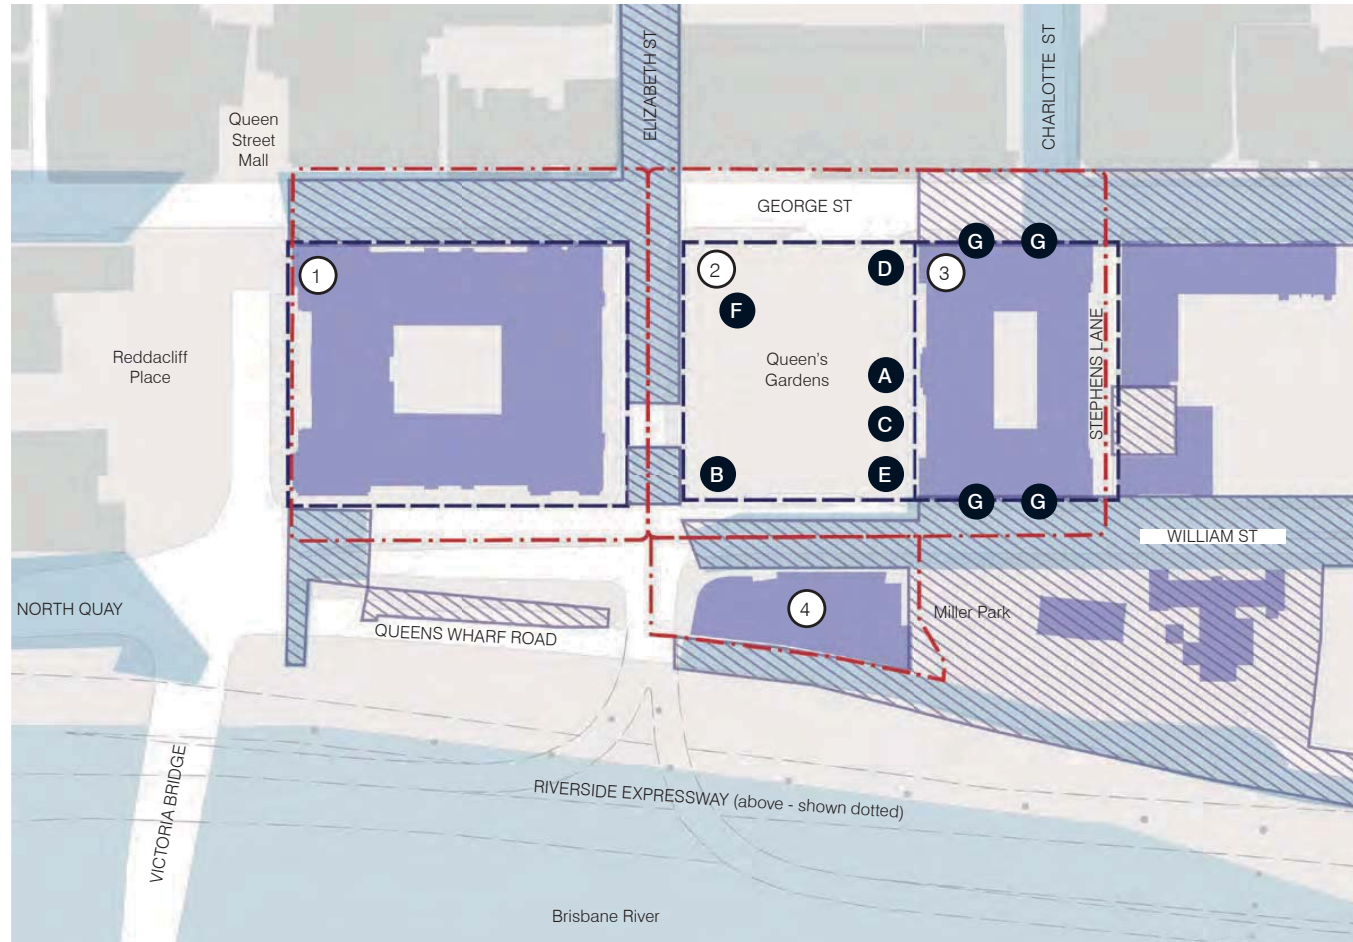 ELIZABETH ST
CHARLOTTE ST
Queen
Street
Mall
GEORGE ST
G
G
1
2
D
3
F
STEPHENS LANE
Reddacliff
Place
Queen's
Gardens
A
C
B
E
G
G
WILLIAM ST
NORTH QUAY
4
Miller Park
QUEENS WHARF ROAD
VICTORIA BRIDGE
RIVERSIDE EXPRESSWAY (above - shown dotted)
Brisbane River